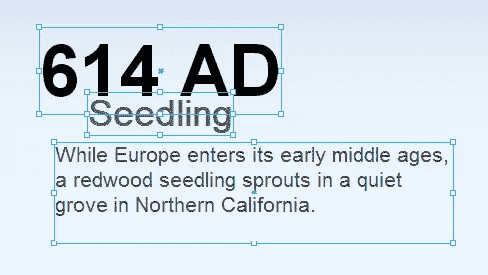 614 AD
Seedling
While Europe enters its early middle ages,
a redwood seedling sprouts in a quiet
grove in Northern California.